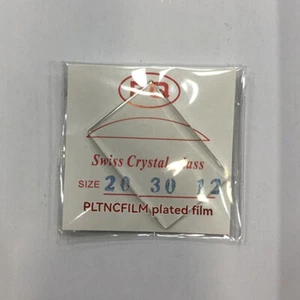 Swiss Crystal glass
SIZE 20 30 12
PLTNCFILM plated film